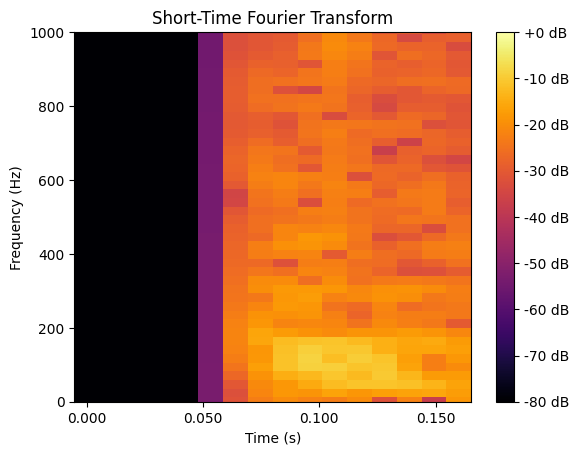 Short-Time Fourier Transform
1000
800
600
400
200
0
Frequency (Hz)
0.000
0.050
0.100
0.150
Time (s)
+0 dB
-10 dB
-20 dB
-30 dB
-40 dB
-50 dB
-60 dB
-70 dB
-80 dB